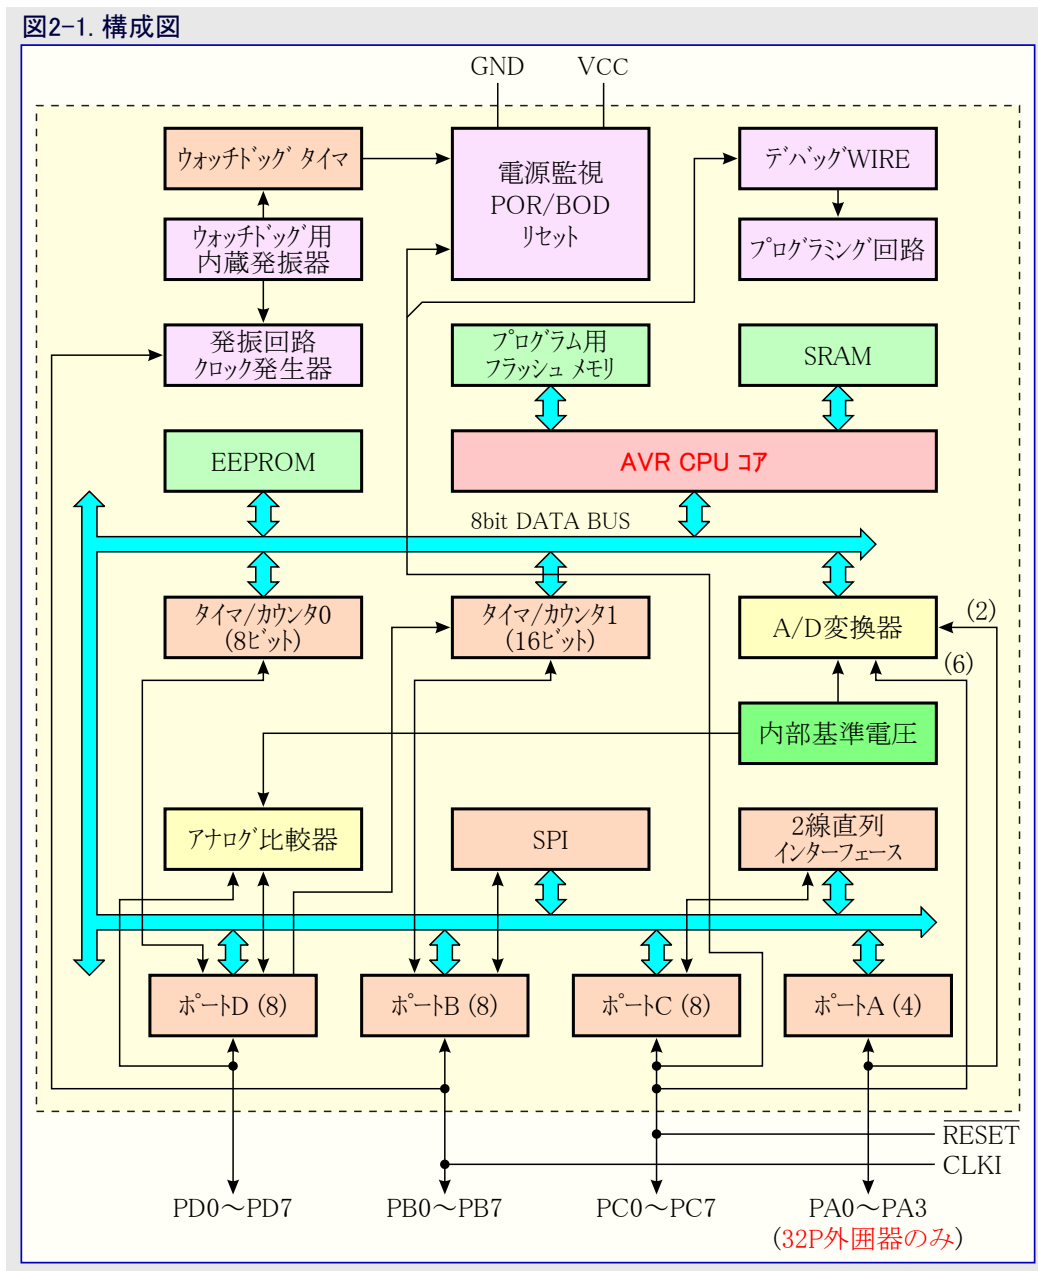 図2-1. 構成図
GND
VCC
ウォッチドッグ タイマ
電源監視
POR/BOD
リセット
デバッグWIRE
ウォッチドッグ用
内蔵発振器
プログラミング回路
発振回路
クロック発生器
プログラム用
フラッシュ メモリ
SRAM
EEPROM
AVR CPU コア
8bit DATA BUS
タイマ/カウンタ0
(8ビット)
タイマ/カウンタ1
(16ビット)
A/D変換器
(2)
(6)
内部基準電圧
アナログ比較器
SPI
2線直列
インターフェース
ポートD (8)
ポートB (8)
ポートC (8)
ポートA (4)
RESET
CLKI
PD0～PD7
PB0～PB7
PC0～PC7
PA0～PA3
(32P外囲器のみ)